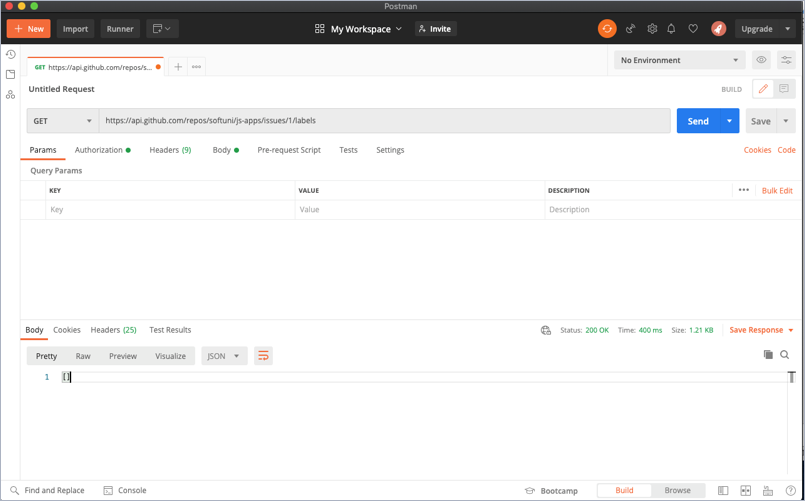 Postman
New Import Runner My Workspace Invite Upgrade
GET https://api.github.com/repos/s... No Environment
Untitled Request BUILD
GET https://api.github.com/repos/softuni/js-apps/issues/1/labels Send Save
Params Authorization Headers (9) Body Pre-request Script Tests Settings Cookies Code
Query Params
KEY VALUE DESCRIPTION Bulk Edit
Key Value Description
Body Cookies Headers (25) Test Results Status: 200 OK Time: 400 ms Size: 1.21 KB Save Response
Pretty Raw Preview Visualize JSON
1 []
Find and Replace Console Bootcamp Build Browse